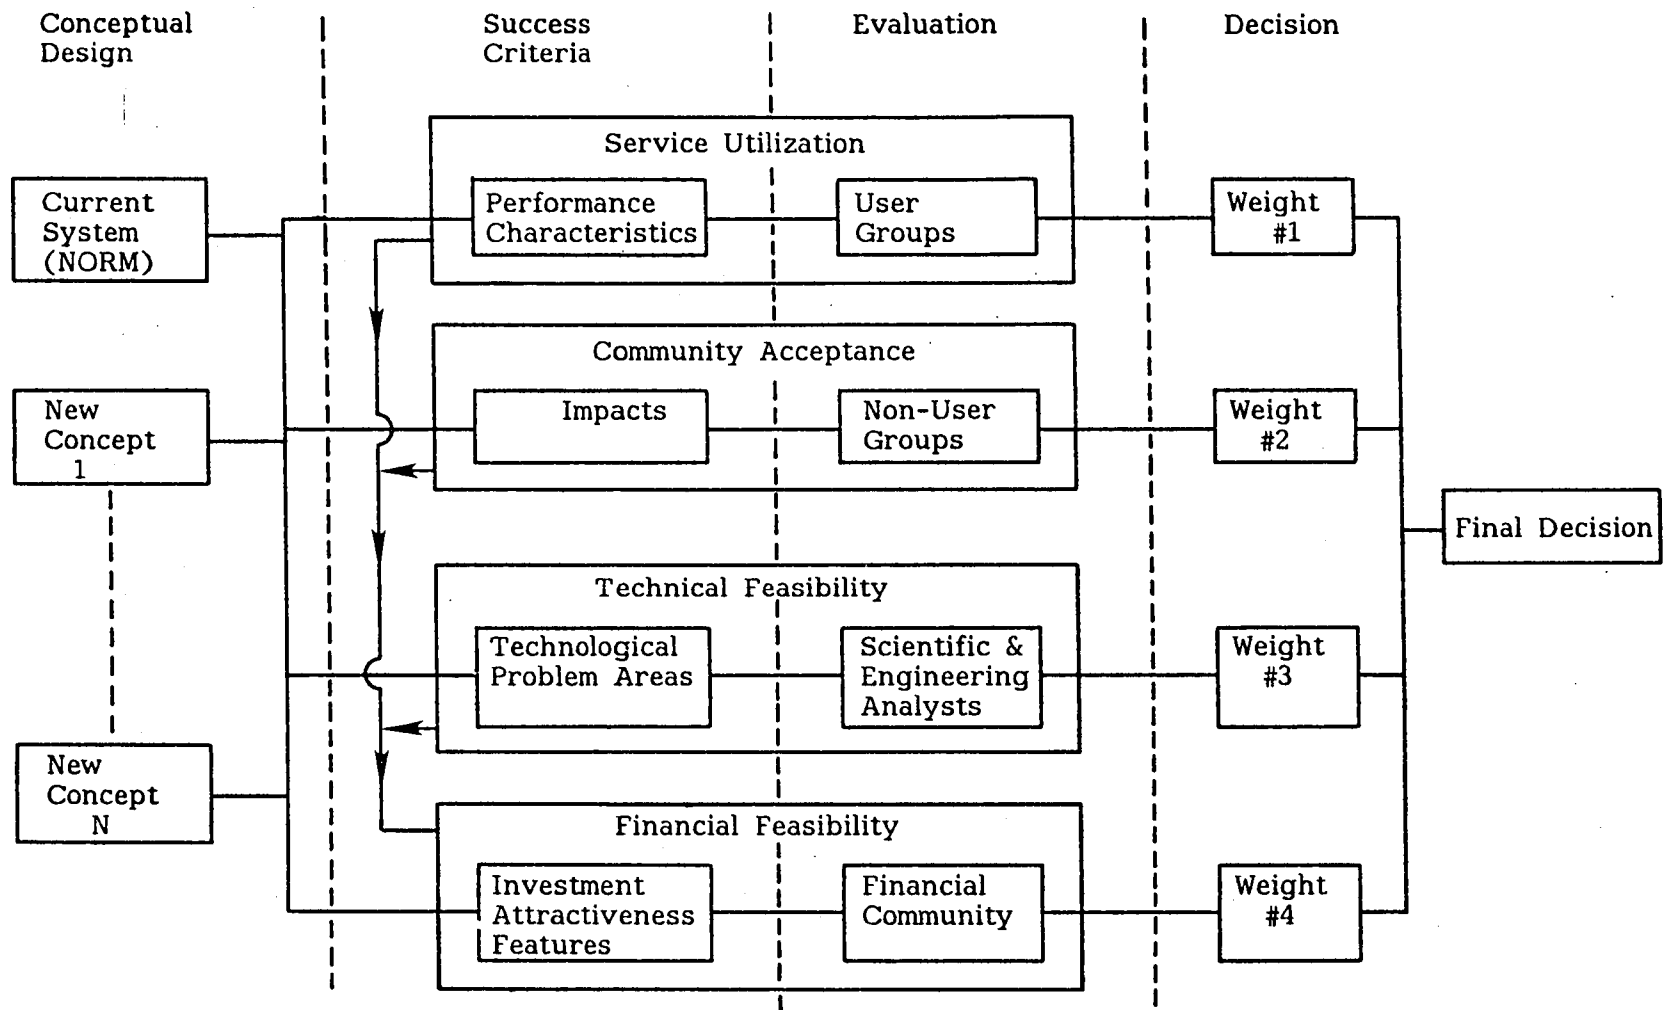 Conceptual
Design
Success
Criteria
Evaluation
Decision
Service Utilization
Current
System
(NORM)
Performance
Characteristics
User
Groups
Weight
#1
Community Acceptance
New
Concept
1
Impacts
Non-User
Groups
Weight
#2
Final Decision
Technical Feasibility
Technological
Problem Areas
Scientific &
Engineering
Analysts
Weight
#3
New
Concept
N
Financial Feasibility
Investment
Attractiveness
Features
Financial
Community
Weight
#4